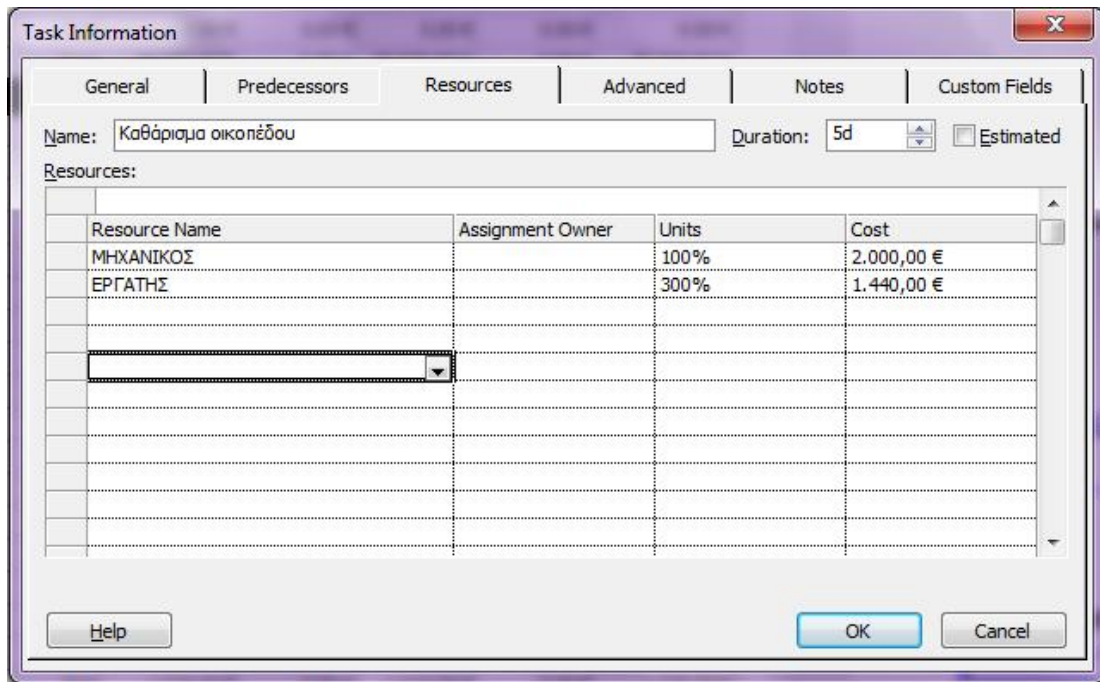 Task Information
General Predecessors Resources Advanced Notes Custom Fields
Name: Καθάρισμα οικοπέδου Duration: 5d Estimated
Resources:
Resource Name Assignment Owner Units Cost
ΜΗΧΑΝΙΚΟΣ 100% 2.000,00 €
ΕΡΓΑΤΗΣ 300% 1.440,00 €
Help OK Cancel